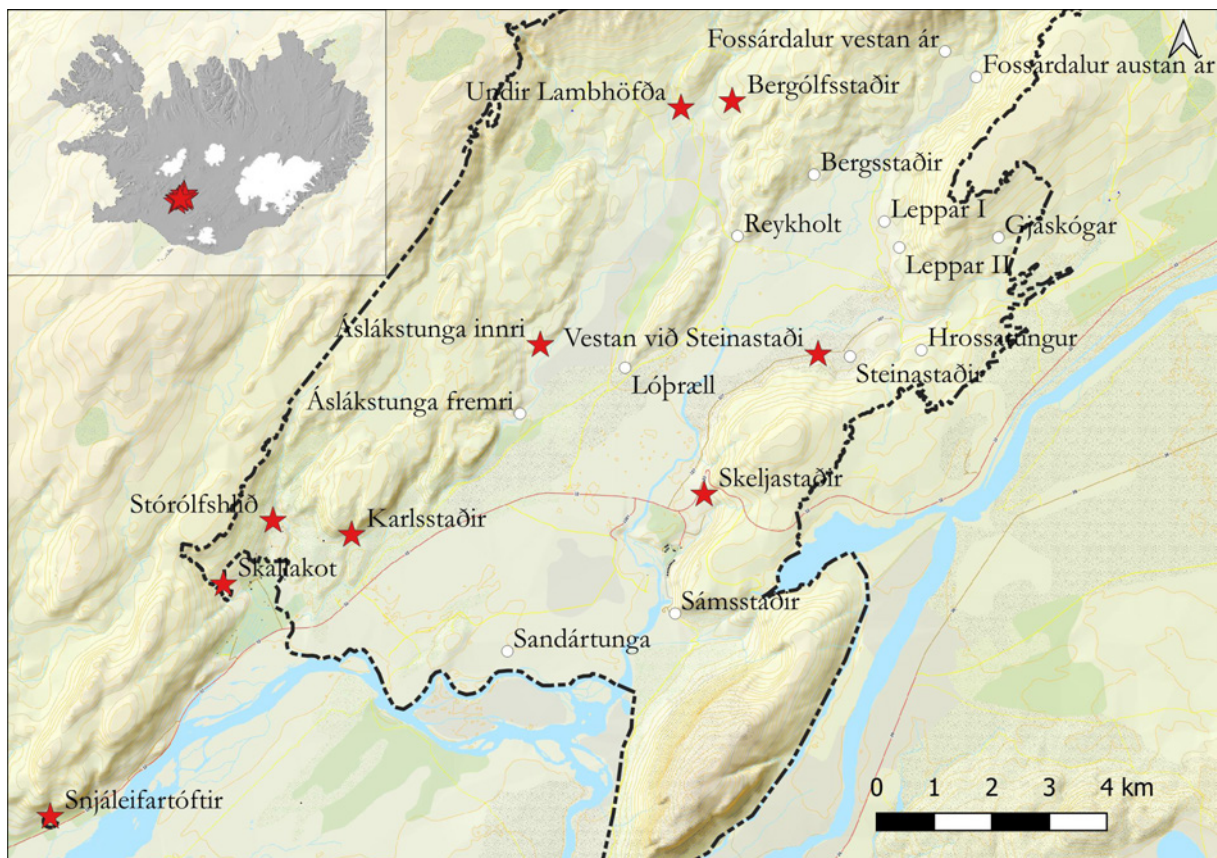 Fossárdalur vestan ár
Fossárdalur austan ár
Undir Lambhöfða
Bergólfsstaðir
Bergsstaðir
Leppar I
Reykholt
Gjáskógar
Leppar II
Áslákstunga innri
Vestan við Steinastaði
Hrossatungur
Lóþræll
Steinastaðir
Áslákstunga fremri
Skeljastaðir
Stórólfshlíð
Karlsstaðir
Skallakot
Sámsstaðir
Sandártunga
Snjáleifartóftir
0 1 2 3 4 km